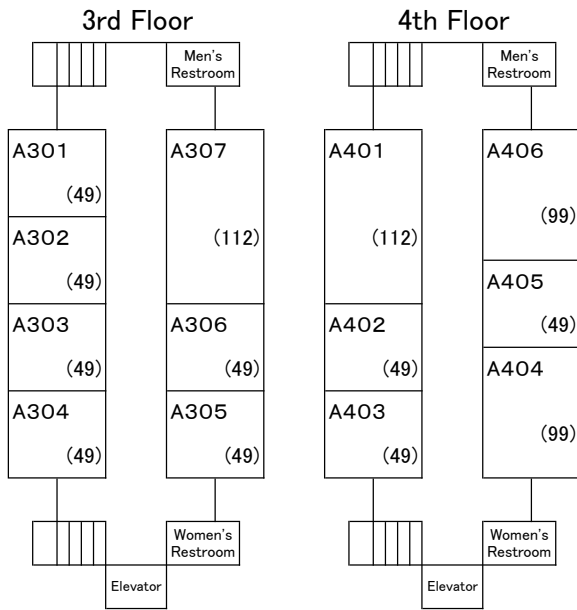 3rd Floor
Men's
Restroom
A301
(49)
A302
(49)
A303
(49)
A304
(49)
A307
(112)
A306
(49)
A305
(49)
Women's
Restroom
Elevator
4th Floor
Men's
Restroom
A401
(112)
A402
(49)
A403
(49)
A406
(99)
A405
(49)
A404
(99)
Women's
Restroom
Elevator